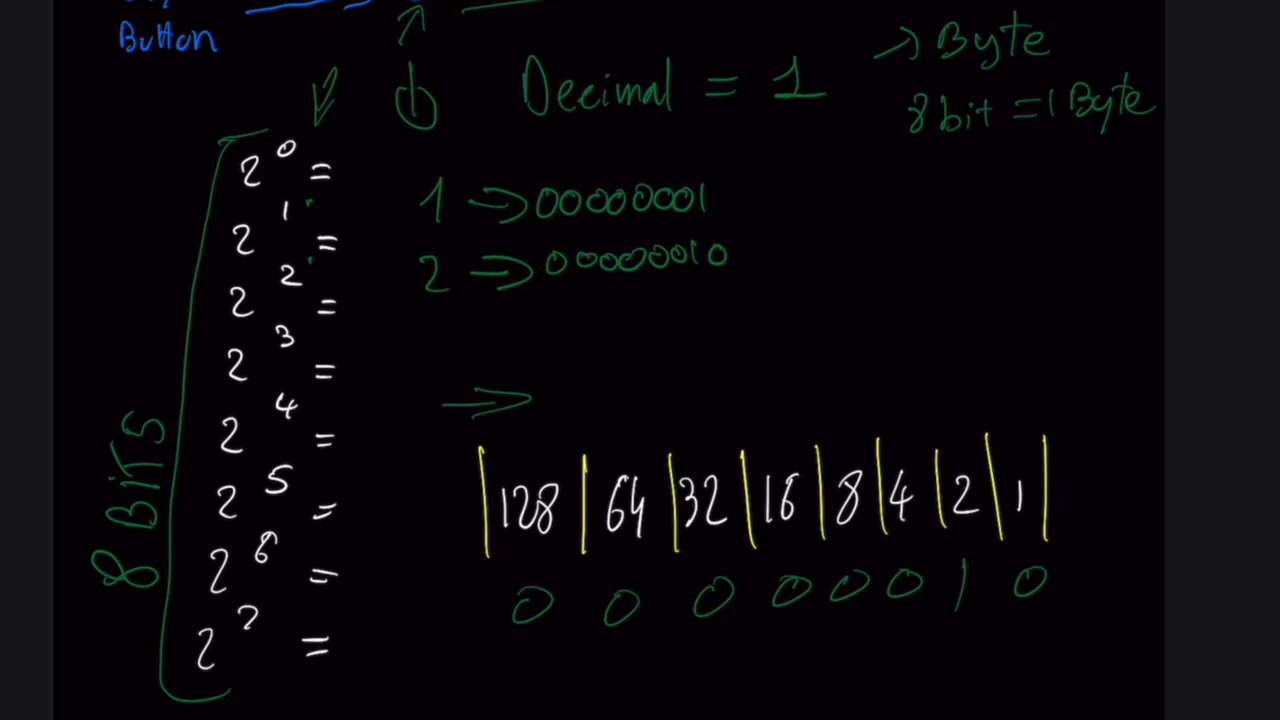 Button
Decimal = 1
→ Byte
8 bit = 1 Byte
2⁰ =
2¹ =
2² =
2³ =
2⁴ =
2⁵ =
2⁶ =
2⁷ =
8 BiTS
1 → 00000001
2 → 00000010
→
|128|64|32|16|8|4|2|1|
0 0 0 0 0 0 1 0